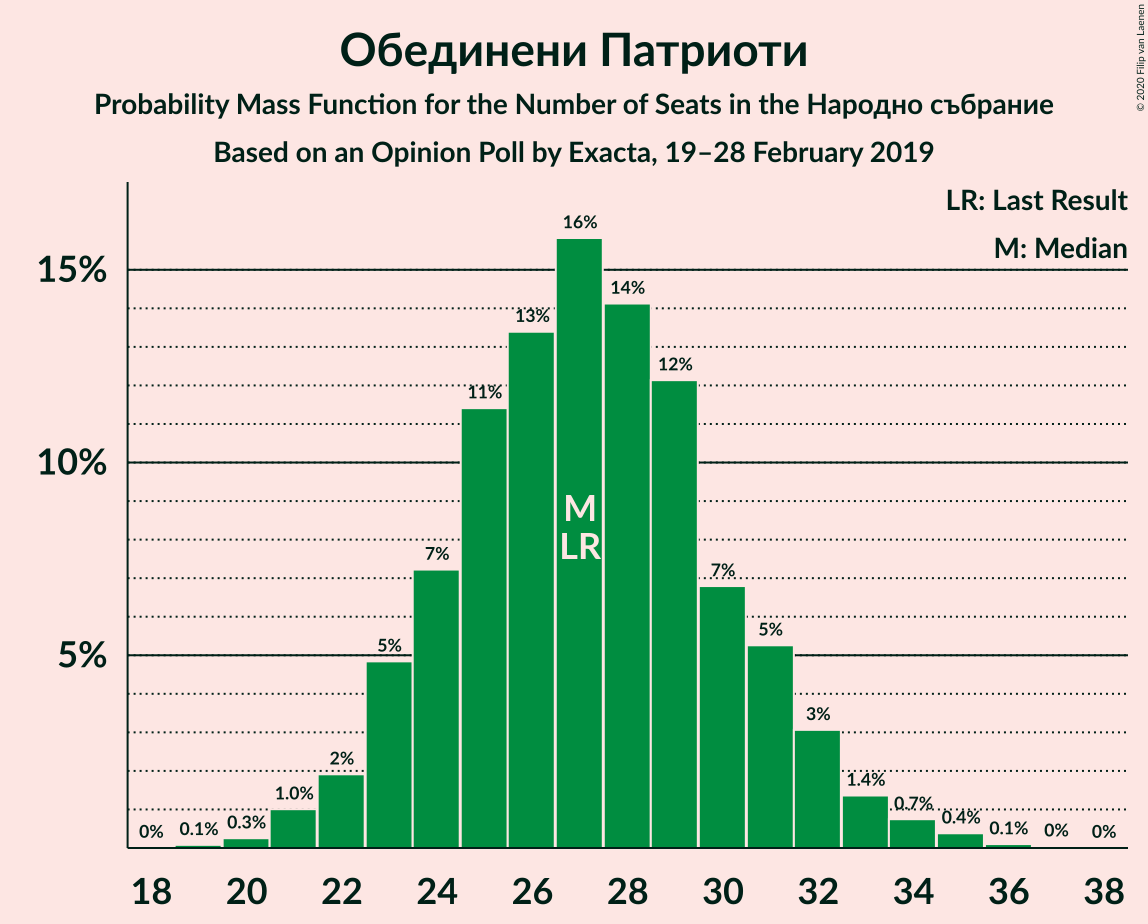 Обединени Патриоти
Probability Mass Function for the Number of Seats in the Народно събрание
Based on an Opinion Poll by Exacta, 19–28 February 2019
© 2020 Filip van Laenen
LR: Last Result
M: Median
15%
10%
5%
0%
0.1%
0.3%
1.0%
2%
5%
7%
11%
13%
16%
14%
12%
7%
5%
3%
1.4%
0.7%
0.4%
0.1%
0%
0%
M
LR
18 20 22 24 26 28 30 32 34 36 38